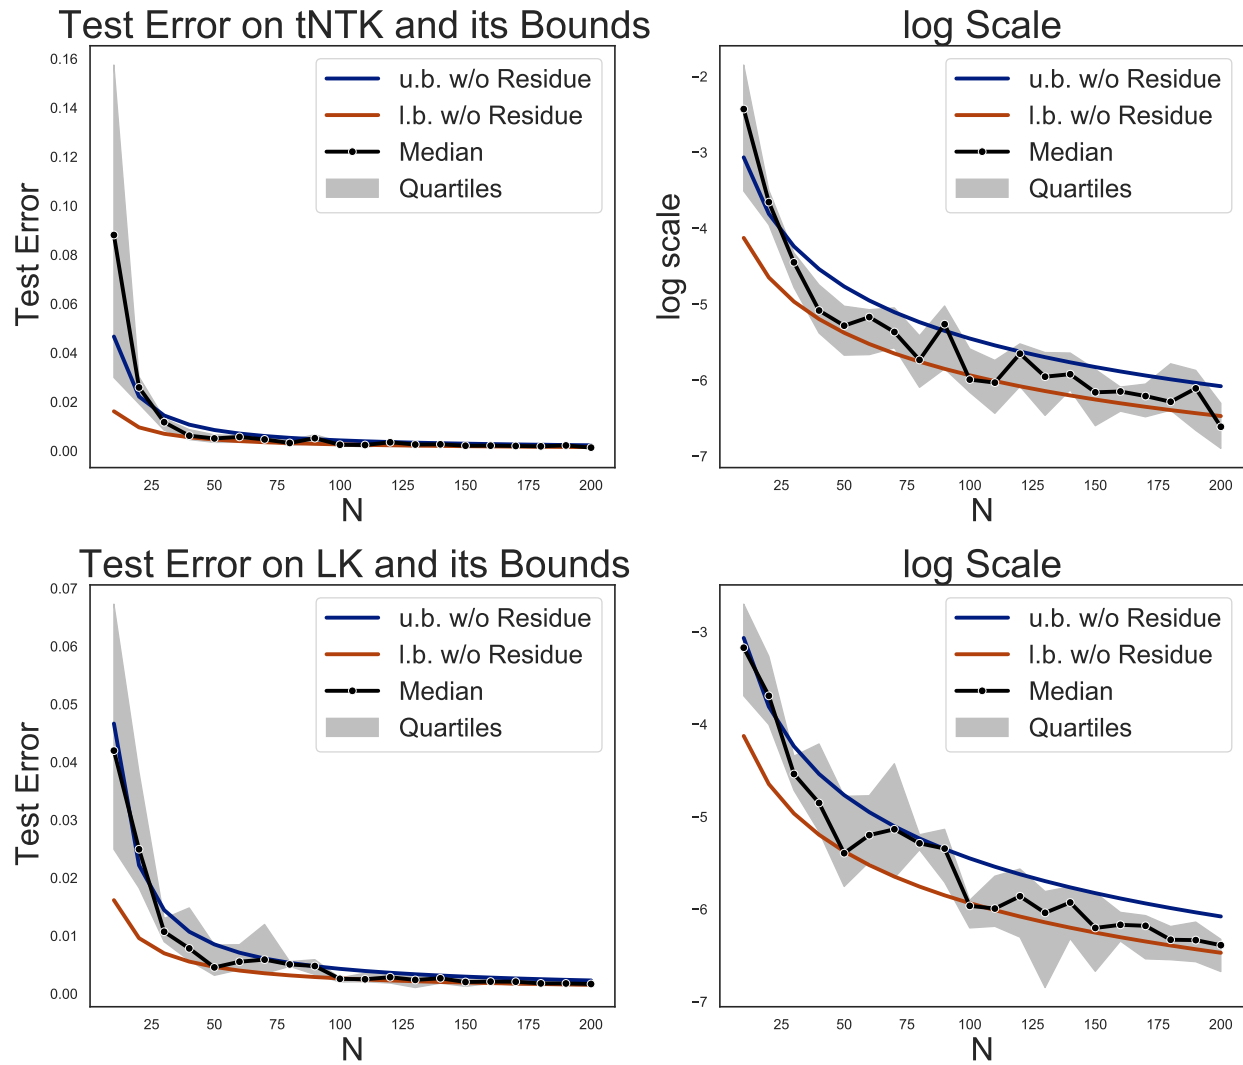 Test Error on tNTK and its Bounds
Test Error
0.16
0.14
0.12
0.10
0.08
0.06
0.04
0.02
0.00
u.b. w/o Residue
l.b. w/o Residue
Median
Quartiles
25 50 75 100 125 150 175 200
N
log Scale
log scale
−2
−3
−4
−5
−6
−7
u.b. w/o Residue
l.b. w/o Residue
Median
Quartiles
25 50 75 100 125 150 175 200
N
Test Error on LK and its Bounds
Test Error
0.07
0.06
0.05
0.04
0.03
0.02
0.01
0.00
u.b. w/o Residue
l.b. w/o Residue
Median
Quartiles
25 50 75 100 125 150 175 200
N
log Scale
−3
−4
−5
−6
−7
u.b. w/o Residue
l.b. w/o Residue
Median
Quartiles
25 50 75 100 125 150 175 200
N